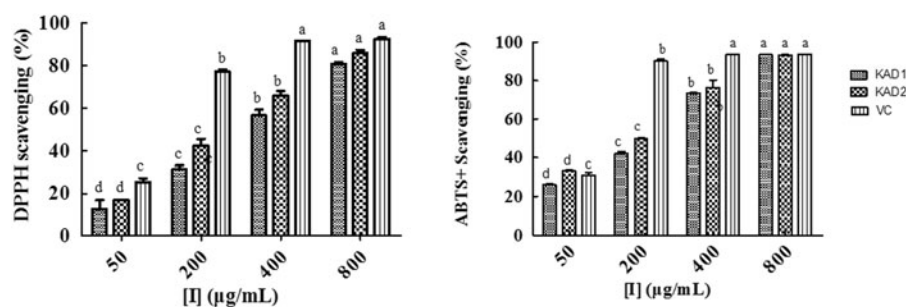 DPPH scavenging (%)
100
80
60
40
20
0
d d c
c c b
b b a
a a a
50 200 400 800
[I] (µg/mL)
ABTS+ Scavenging (%)
100
80
60
40
20
0
d d c
c c b
b b a
b
a a a
50 200 400 800
[I] (µg/mL)
KAD1
KAD2
VC